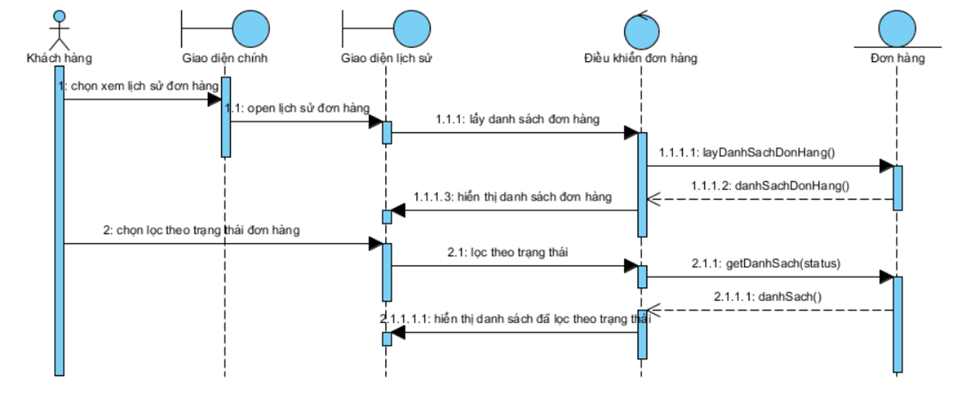 Khách hàng
Giao diện chính
Giao diện lịch sử
Điều khiển đơn hàng
Đơn hàng
1: chọn xem lịch sử đơn hàng
1.1: open lịch sử đơn hàng
1.1.1: lấy danh sách đơn hàng
1.1.1.1: layDanhSachDonHang()
1.1.1.2: danhSachDonHang()
1.1.1.3: hiển thị danh sách đơn hàng
2: chọn lọc theo trạng thái đơn hàng
2.1: lọc theo trạng thái
2.1.1: getDanhSach(status)
2.1.1.1: danhSach()
2.1.1.1.1: hiển thị danh sách đã lọc theo trạng thái